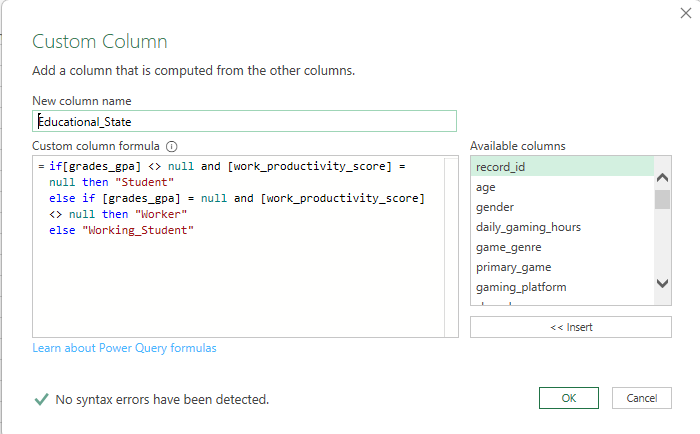 Custom Column
Add a column that is computed from the other columns.
New column name
Educational_State
Custom column formula
Available columns
= if[grades_gpa] <> null and [work_productivity_score] =
null then "Student"
else if [grades_gpa] = null and [work_productivity_score]
<> null then "Worker"
else "Working_Student"
record_id
age
gender
daily_gaming_hours
game_genre
primary_game
gaming_platform
<< Insert
Learn about Power Query formulas
No syntax errors have been detected.
OK
Cancel